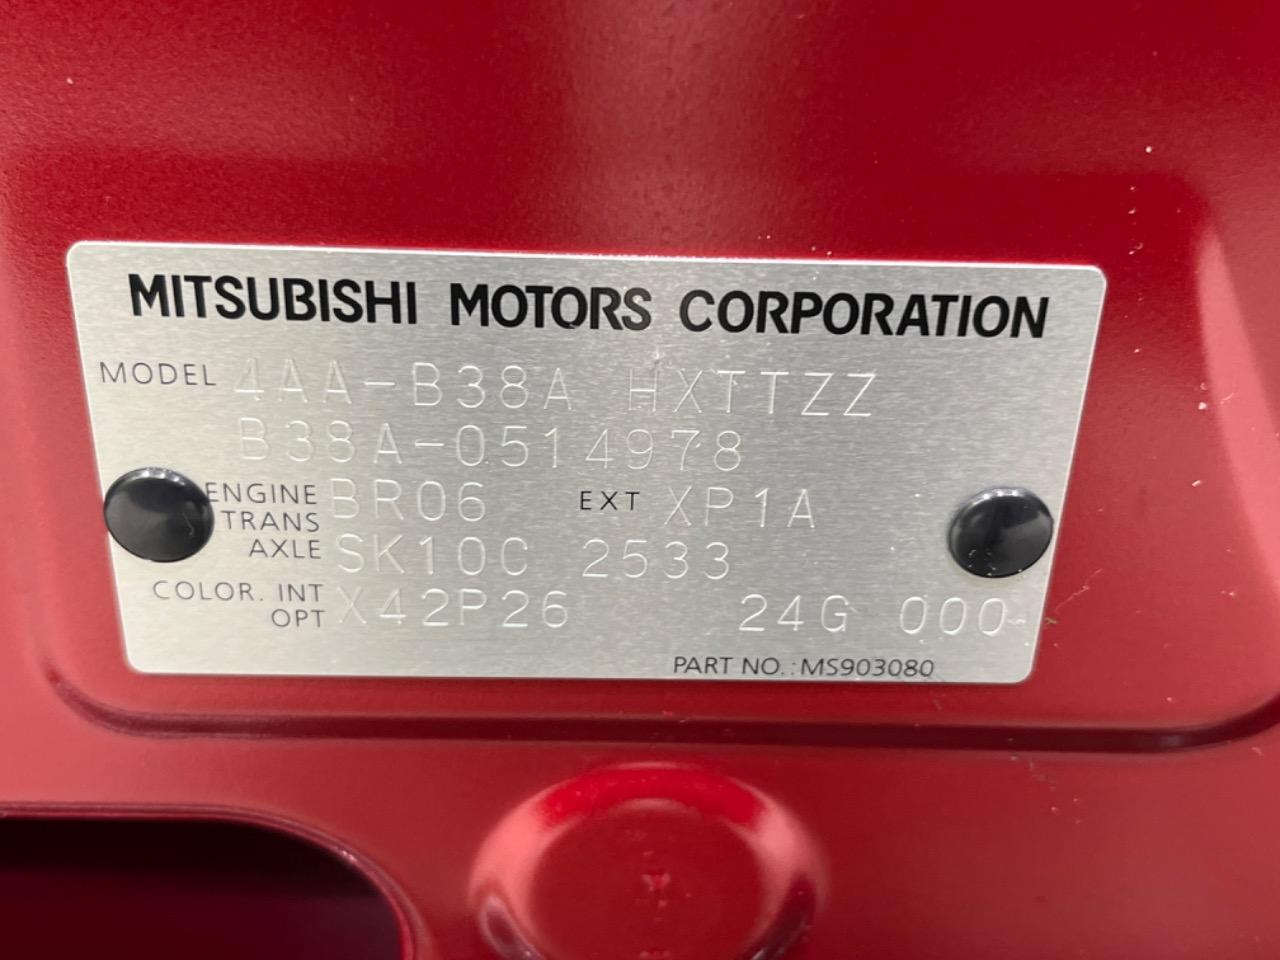 MITSUBISHI MOTORS CORPORATION
MODEL 4AA-B38A HXTTZZ
B38A-0514978
ENGINE BR06 EXT XP1A
TRANS
AXLE SK10C 2533
COLOR. INT
OPT X42P26 24G 000
PART NO.:MS903080